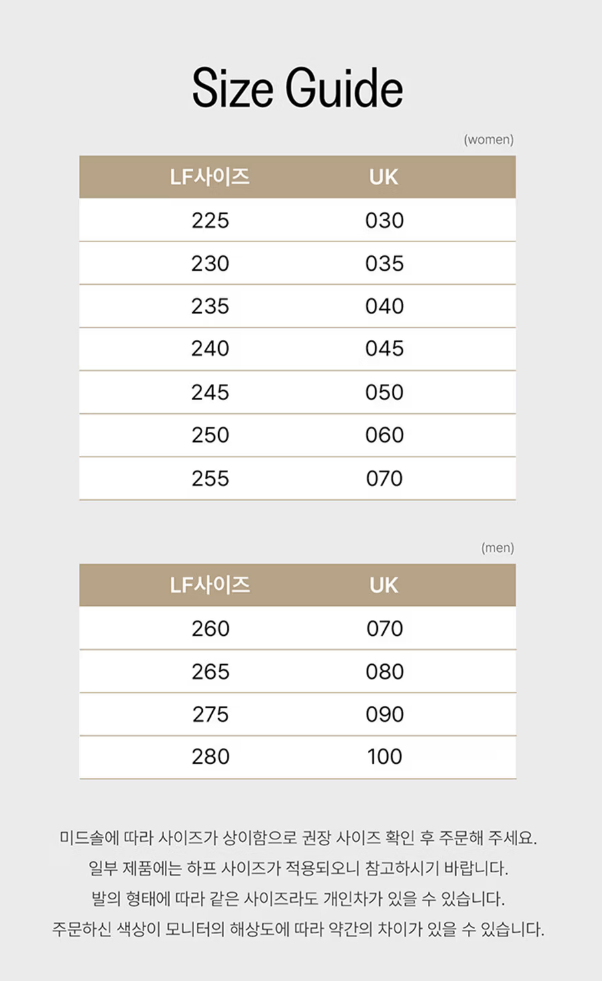 Size Guide
(women)
LF사이즈 UK
225 030
230 035
235 040
240 045
245 050
250 060
255 070
(men)
LF사이즈 UK
260 070
265 080
275 090
280 100
미드솔에 따라 사이즈가 상이함으로 권장 사이즈 확인 후 주문해 주세요.
일부 제품에는 하프 사이즈가 적용되오니 참고하시기 바랍니다.
발의 형태에 따라 같은 사이즈라도 개인차가 있을 수 있습니다.
주문하신 색상이 모니터의 해상도에 따라 약간의 차이가 있을 수 있습니다.